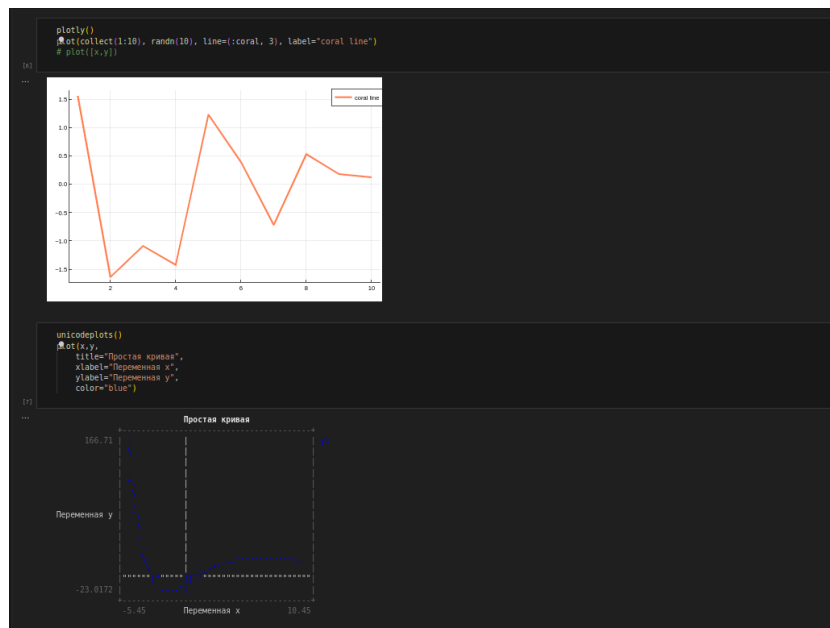 plotly()
plot(collect(1:10), randn(10), line=(:coral, 3), label="coral line")
# plot([x,y])
...
coral line
1.5
1.0
0.5
0.0
−0.5
−1.0
−1.5
2 4 6 8 10
unicodeplots()
plot(x,y,
title="Простая кривая",
xlabel="Переменная x",
ylabel="Переменная y",
color="blue")
[7]
...
Простая кривая
166.71
Переменная y
-23.0172
-5.45 Переменная x 10.45